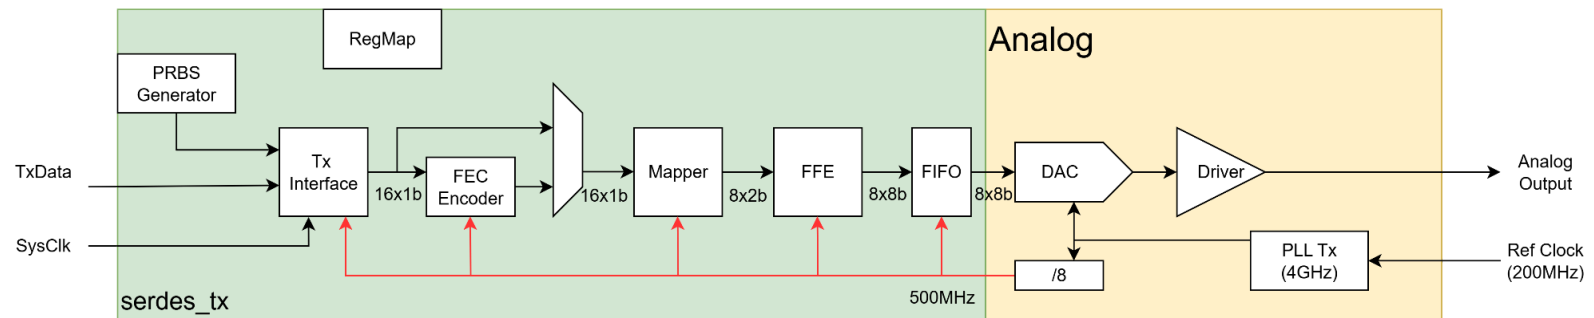 RegMap
Analog
PRBS
Generator
TxData
Tx
Interface
16x1b
FEC
Encoder
16x1b
Mapper
8x2b
FFE
8x8b
FIFO
8x8b
DAC
Driver
Analog
Output
SysClk
/8
PLL Tx
(4GHz)
Ref Clock
(200MHz)
serdes_tx
500MHz